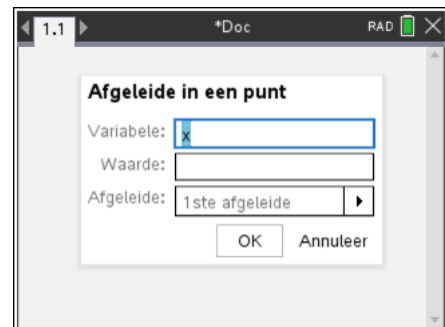 1.1 *Doc RAD
Afgeleide in een punt
Variabele: x
Waarde:
Afgeleide: 1ste afgeleide
OK Annuleer